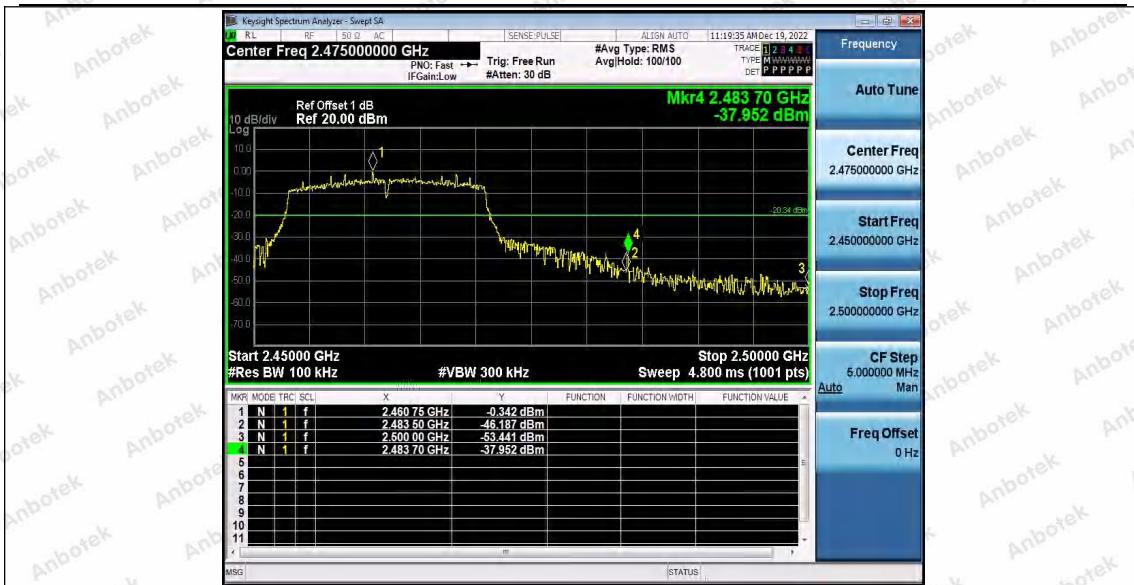 Keysight Spectrum Analyzer - Swept SA
RL RF 50 Ω AC SENSE:PULSE ALIGN AUTO 11:19:35 AM Dec 19, 2022
Center Freq 2.475000000 GHz
PNO: Fast Trig: Free Run #Avg Type: RMS TRACE 1 2 3 4 5 6
IFGain:Low #Atten: 30 dB Avg|Hold: 100/100 TYPE M W W W W W
DET P P P P P P
Mkr4 2.483 70 GHz
-37.952 dBm
Ref Offset 1 dB
10 dB/div Ref 20.00 dBm
Log
10.0
0.00
-10.0
-20.0
-30.0
-40.0
-50.0
-60.0
-70.0
1
-20.34 dBm
4
2
3
Start 2.45000 GHz Stop 2.50000 GHz
#Res BW 100 kHz #VBW 300 kHz Sweep 4.800 ms (1001 pts)
MKR MODE TRC SCL X Y FUNCTION FUNCTION WIDTH FUNCTION VALUE
1 N 1 f 2.460 75 GHz -0.342 dBm
2 N 1 f 2.483 50 GHz -46.187 dBm
3 N 1 f 2.500 00 GHz -53.441 dBm
4 N 1 f 2.483 70 GHz -37.952 dBm
5
6
7
8
9
10
11
MSG STATUS
Frequency
Auto Tune
Center Freq
2.475000000 GHz
Start Freq
2.450000000 GHz
Stop Freq
2.500000000 GHz
CF Step
5.000000 MHz
Auto Man
Freq Offset
0 Hz
Anbotek